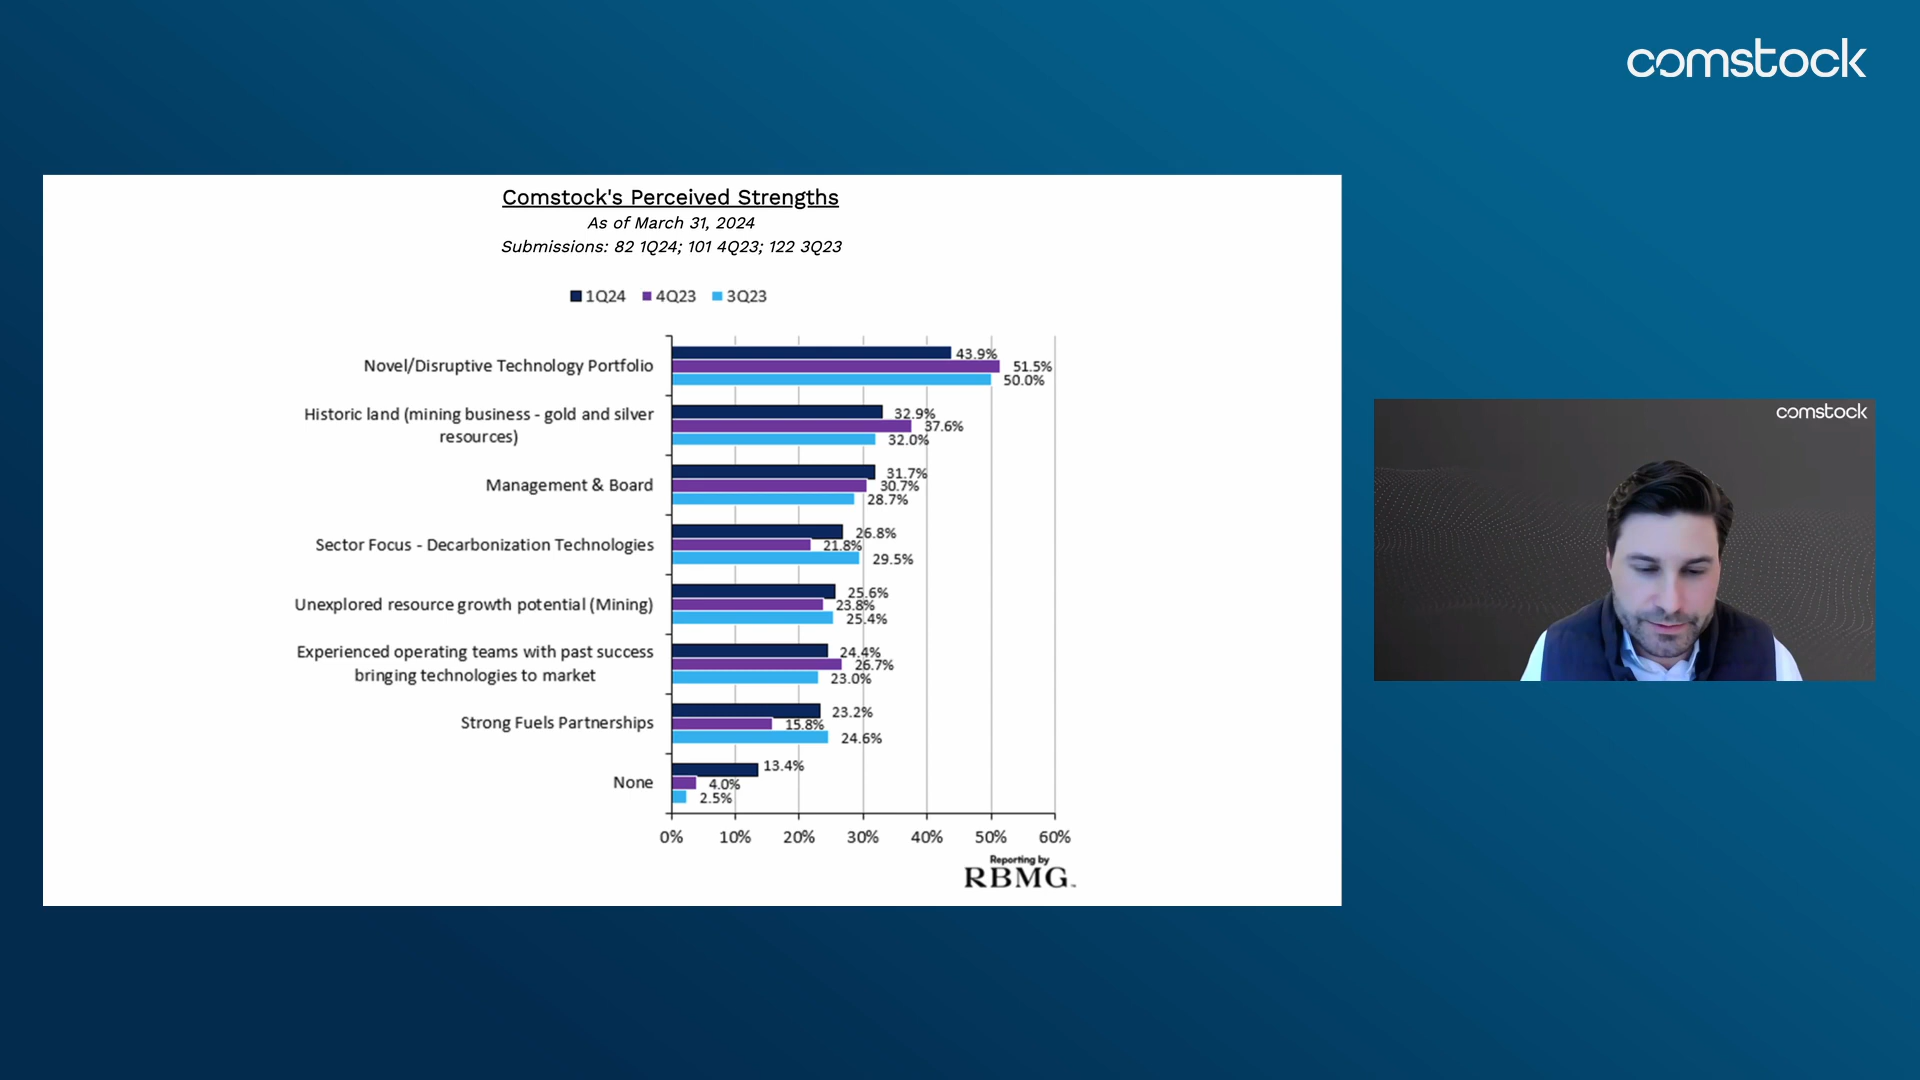 comstock
Comstock's Perceived Strengths
As of March 31, 2024
Submissions: 82 1Q24; 101 4Q23; 122 3Q23
1Q24 4Q23 3Q23
Novel/Disruptive Technology Portfolio
43.9%
51.5%
50.0%
Historic land (mining business - gold and silver
resources)
32.9%
37.6%
32.0%
Management & Board
31.7%
30.7%
28.7%
Sector Focus - Decarbonization Technologies
26.8%
21.8%
29.5%
Unexplored resource growth potential (Mining)
25.6%
23.8%
25.4%
Experienced operating teams with past success
bringing technologies to market
24.4%
26.7%
23.0%
Strong Fuels Partnerships
23.2%
15.8%
24.6%
None
13.4%
4.0%
2.5%
0% 10% 20% 30% 40% 50% 60%
Reporting by
RBMG™
comstock